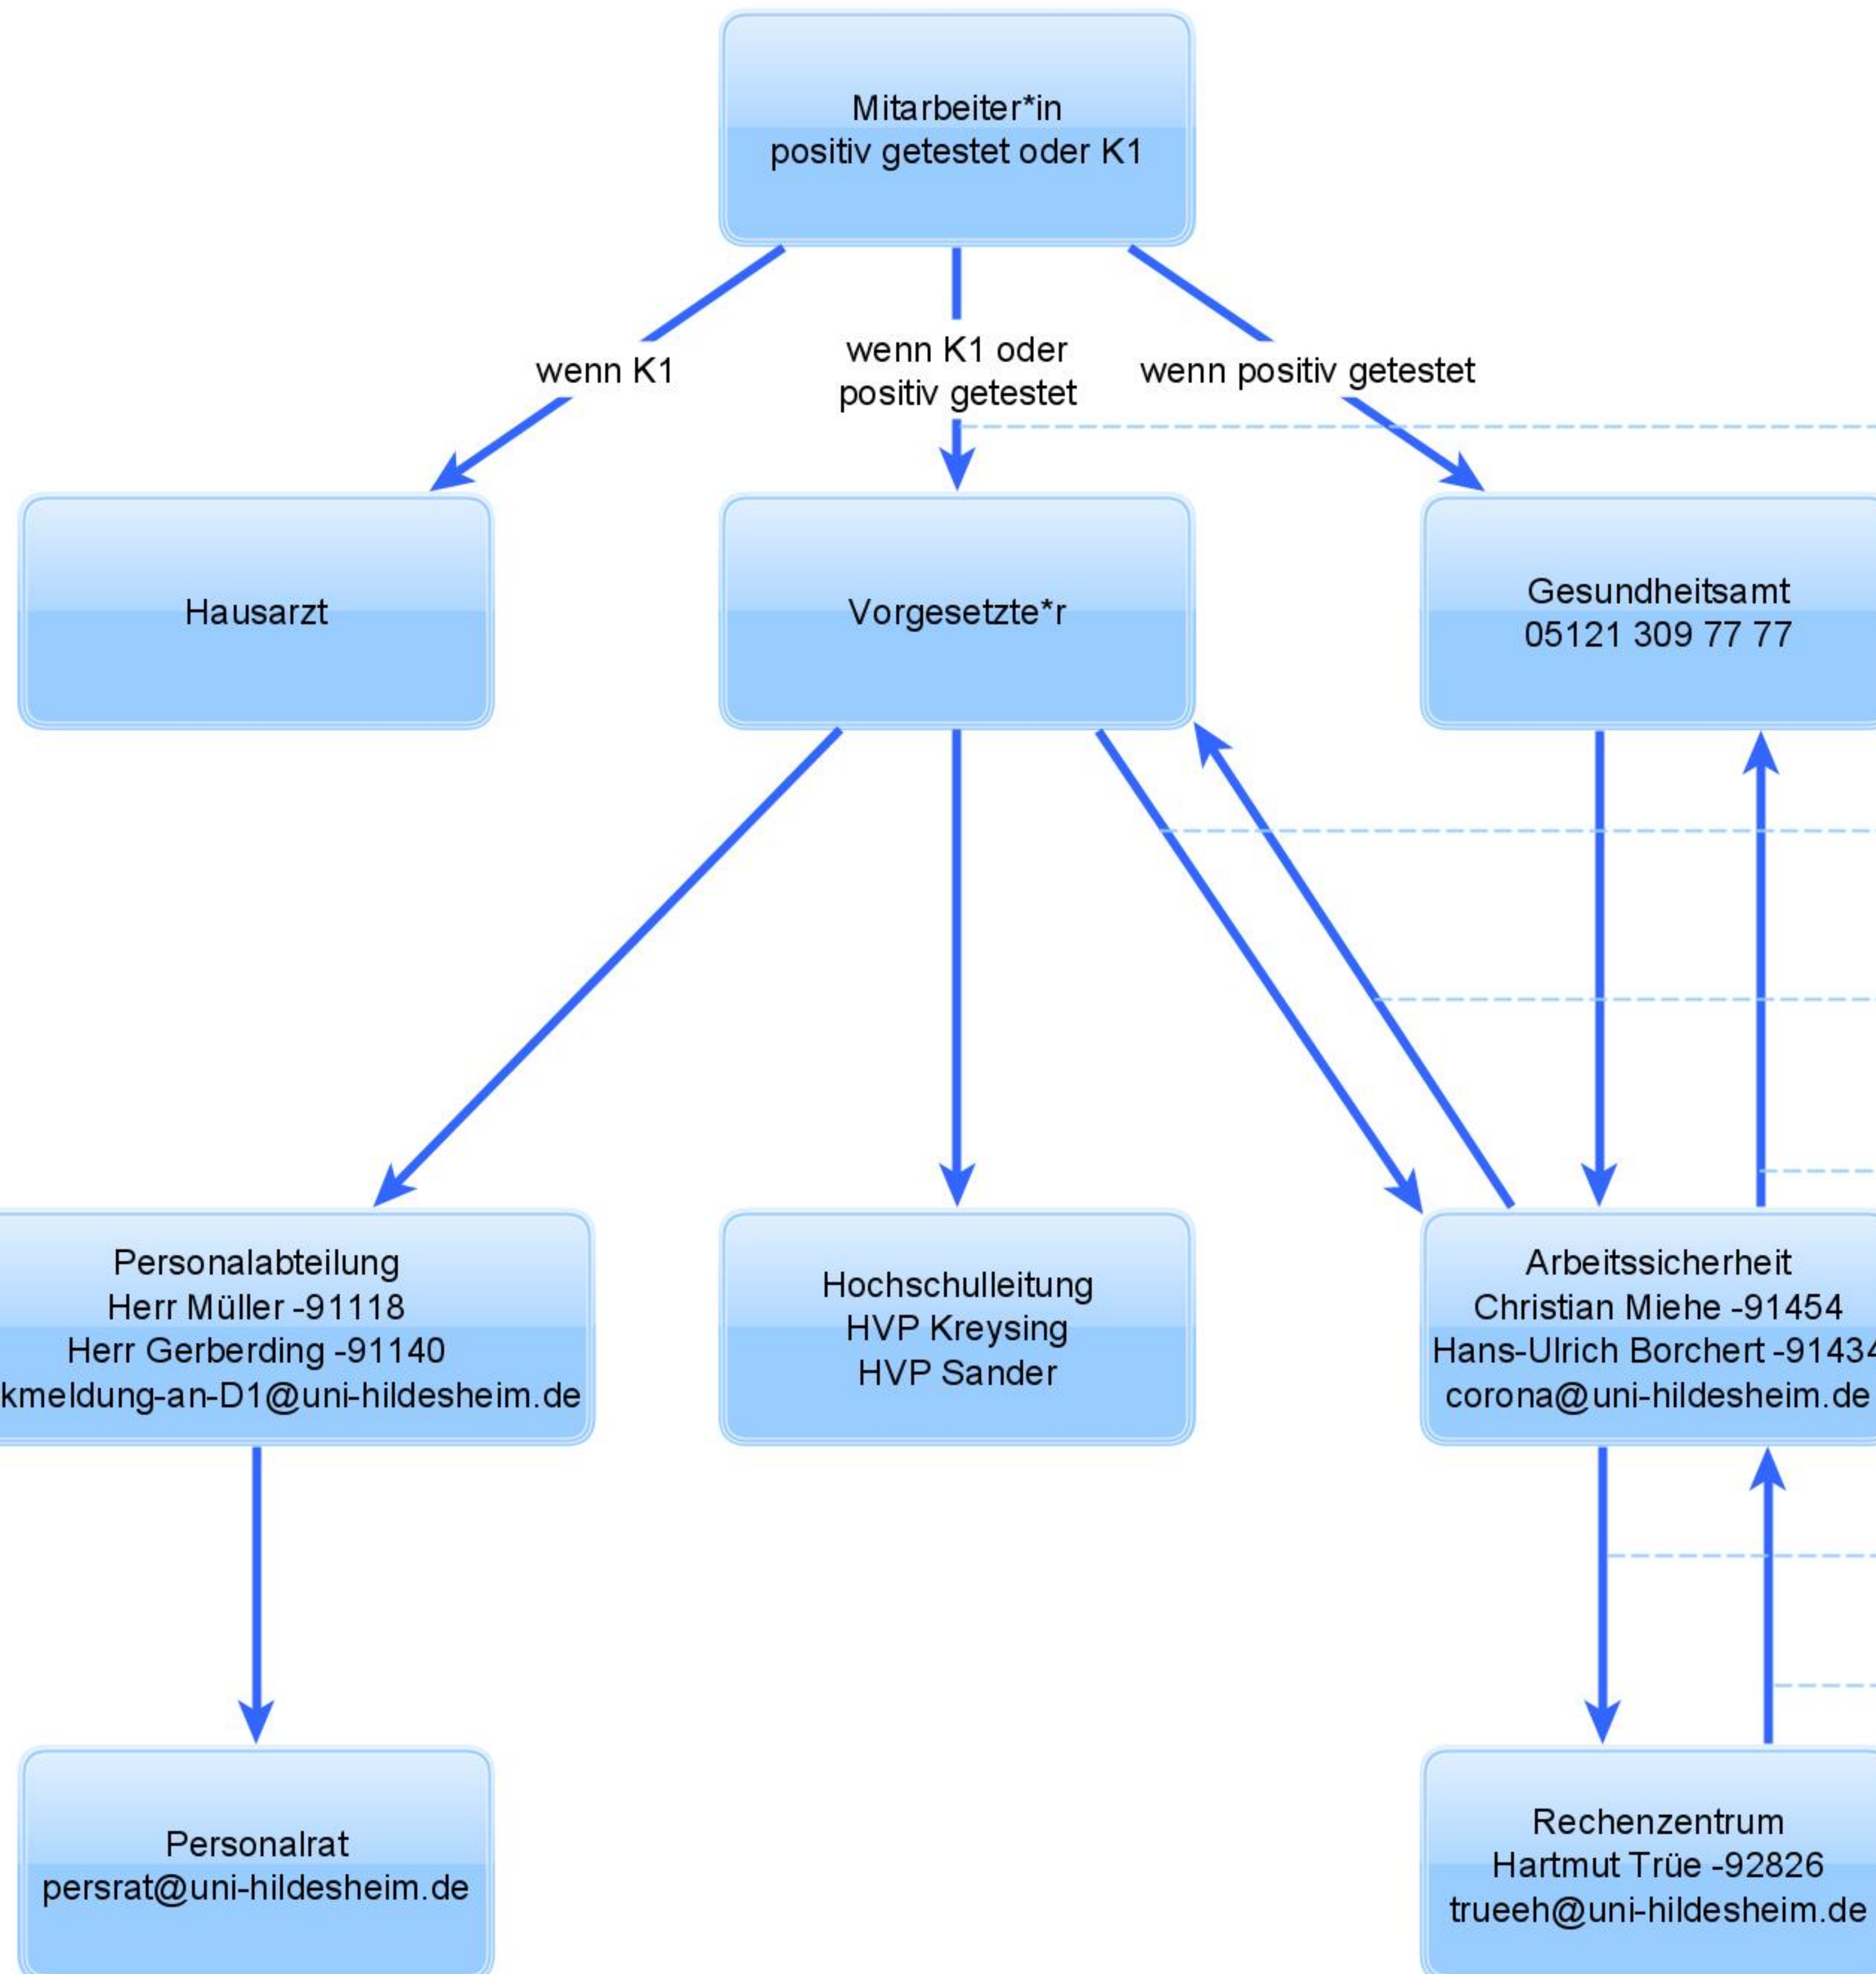 Mitarbeiter*in
positiv getestet oder K1
wenn K1
wenn K1 oder
positiv getestet
wenn positiv getestet
Hausarzt
Vorgesetzte*r
Gesundheitsamt
05121 309 77 77
Personalabteilung
Herr Müller -91118
Herr Gerberding -91140
kmeldung-an-D1@uni-hildesheim.de
Hochschulleitung
HVP Kreysing
HVP Sander
Arbeitssicherheit
Christian Miehe -91454
Hans-Ulrich Borchert -91434
corona@uni-hildesheim.de
Personalrat
persrat@uni-hildesheim.de
Rechenzentrum
Hartmut Trüe -92826
trueeh@uni-hildesheim.de